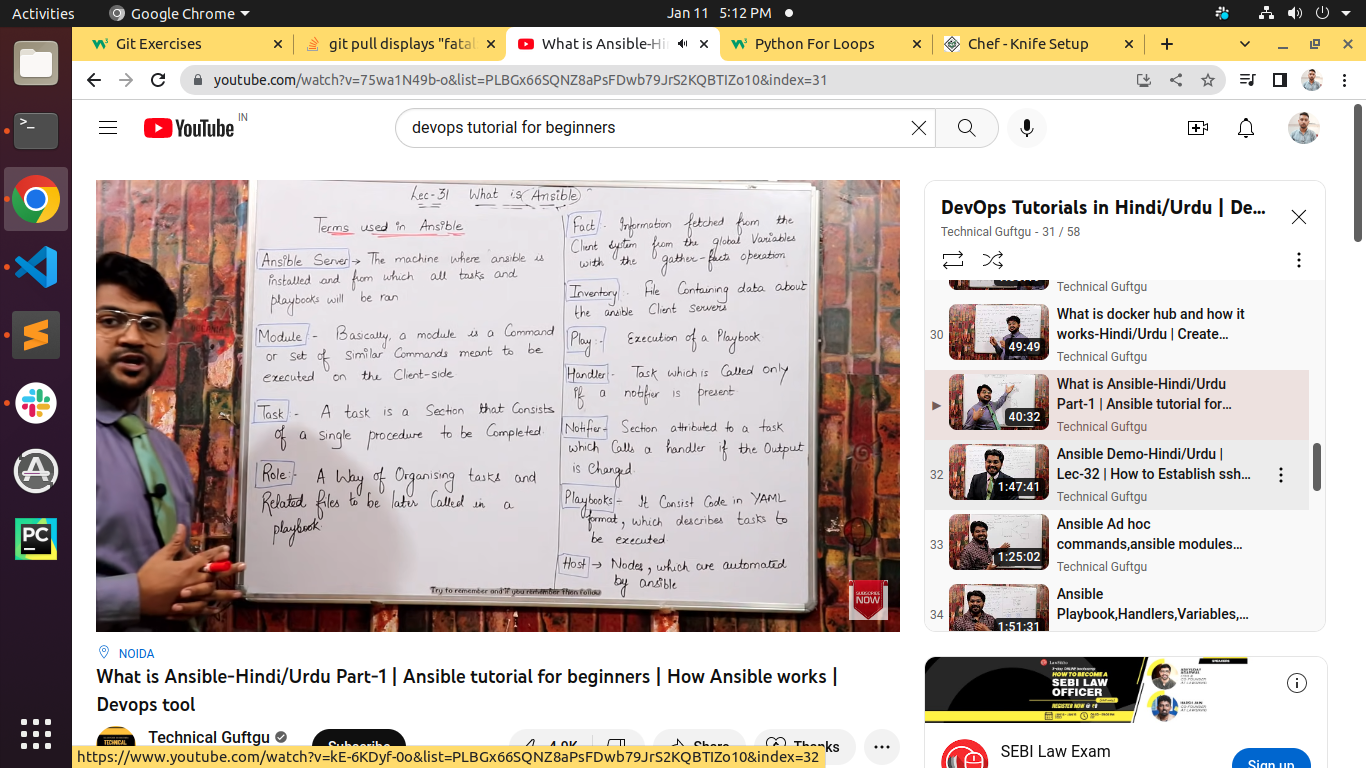 Activities
Google Chrome
Jan 11 5:12 PM
Git Exercises
git pull displays "fatal
What is Ansible-Hin
Python For Loops
Chef - Knife Setup
youtube.com/watch?v=75wa1N49b-o&list=PLBGx66SQNZ8aPsFDwb79JrS2KQBTIZo10&index=31
YouTube IN
devops tutorial for beginners
Lec-31 What is Ansible
Terms used in Ansible
Ansible Server → The machine where ansible is
installed and from which all tasks and
playbooks will be ran
Module - Basically, a module is a Command
or set of Similar Commands meant to be
executed on the Client-side
Task :- A task is a Section that Consists
of a single procedure to be Completed.
Role:- A Way of Organising tasks and
Related files to be later Called in a
playbook
Fact: Information fetched from the
Client system from the global Variables
with the gather-facts operation
Inventory:- File Containing data about
the ansible Client Servers
Play:- Execution of a Playbook
Handler- Task which is Called only
if a notifier is present
Notifier- Section attributed to a task
which Calls a handler if the Output
is Changed.
Playbooks- It Consist Code in YAML
format, which describes tasks to
be executed
Host → Nodes, which are automated
by ansible
Try to remember and if you remember then follow
SUBSCRIBE
NOW
NOIDA
What is Ansible-Hindi/Urdu Part-1 | Ansible tutorial for beginners | How Ansible works |
Devops tool
TECHNICAL
Technical Guftgu
Subscribe
4.9K
Share
Thanks
https://www.youtube.com/watch?v=kE-6KDyf-0o&list=PLBGx66SQNZ8aPsFDwb79JrS2KQBTIZo10&index=32
DevOps Tutorials in Hindi/Urdu | De...
Technical Guftgu - 31 / 58
Technical Guftgu
30
49:49
What is docker hub and how it
works-Hindi/Urdu | Create...
Technical Guftgu
40:32
What is Ansible-Hindi/Urdu
Part-1 | Ansible tutorial for...
Technical Guftgu
32
1:47:41
Ansible Demo-Hindi/Urdu |
Lec-32 | How to Establish ssh...
Technical Guftgu
33
1:25:02
Ansible Ad hoc
commands,ansible modules...
Technical Guftgu
34
1:51:31
Ansible
Playbook,Handlers,Variables,...
HOW TO BECOME A
SEBI LAW
OFFICER
REGISTER NOW @ ₹0
SEBI Law Exam
Sign up
PC